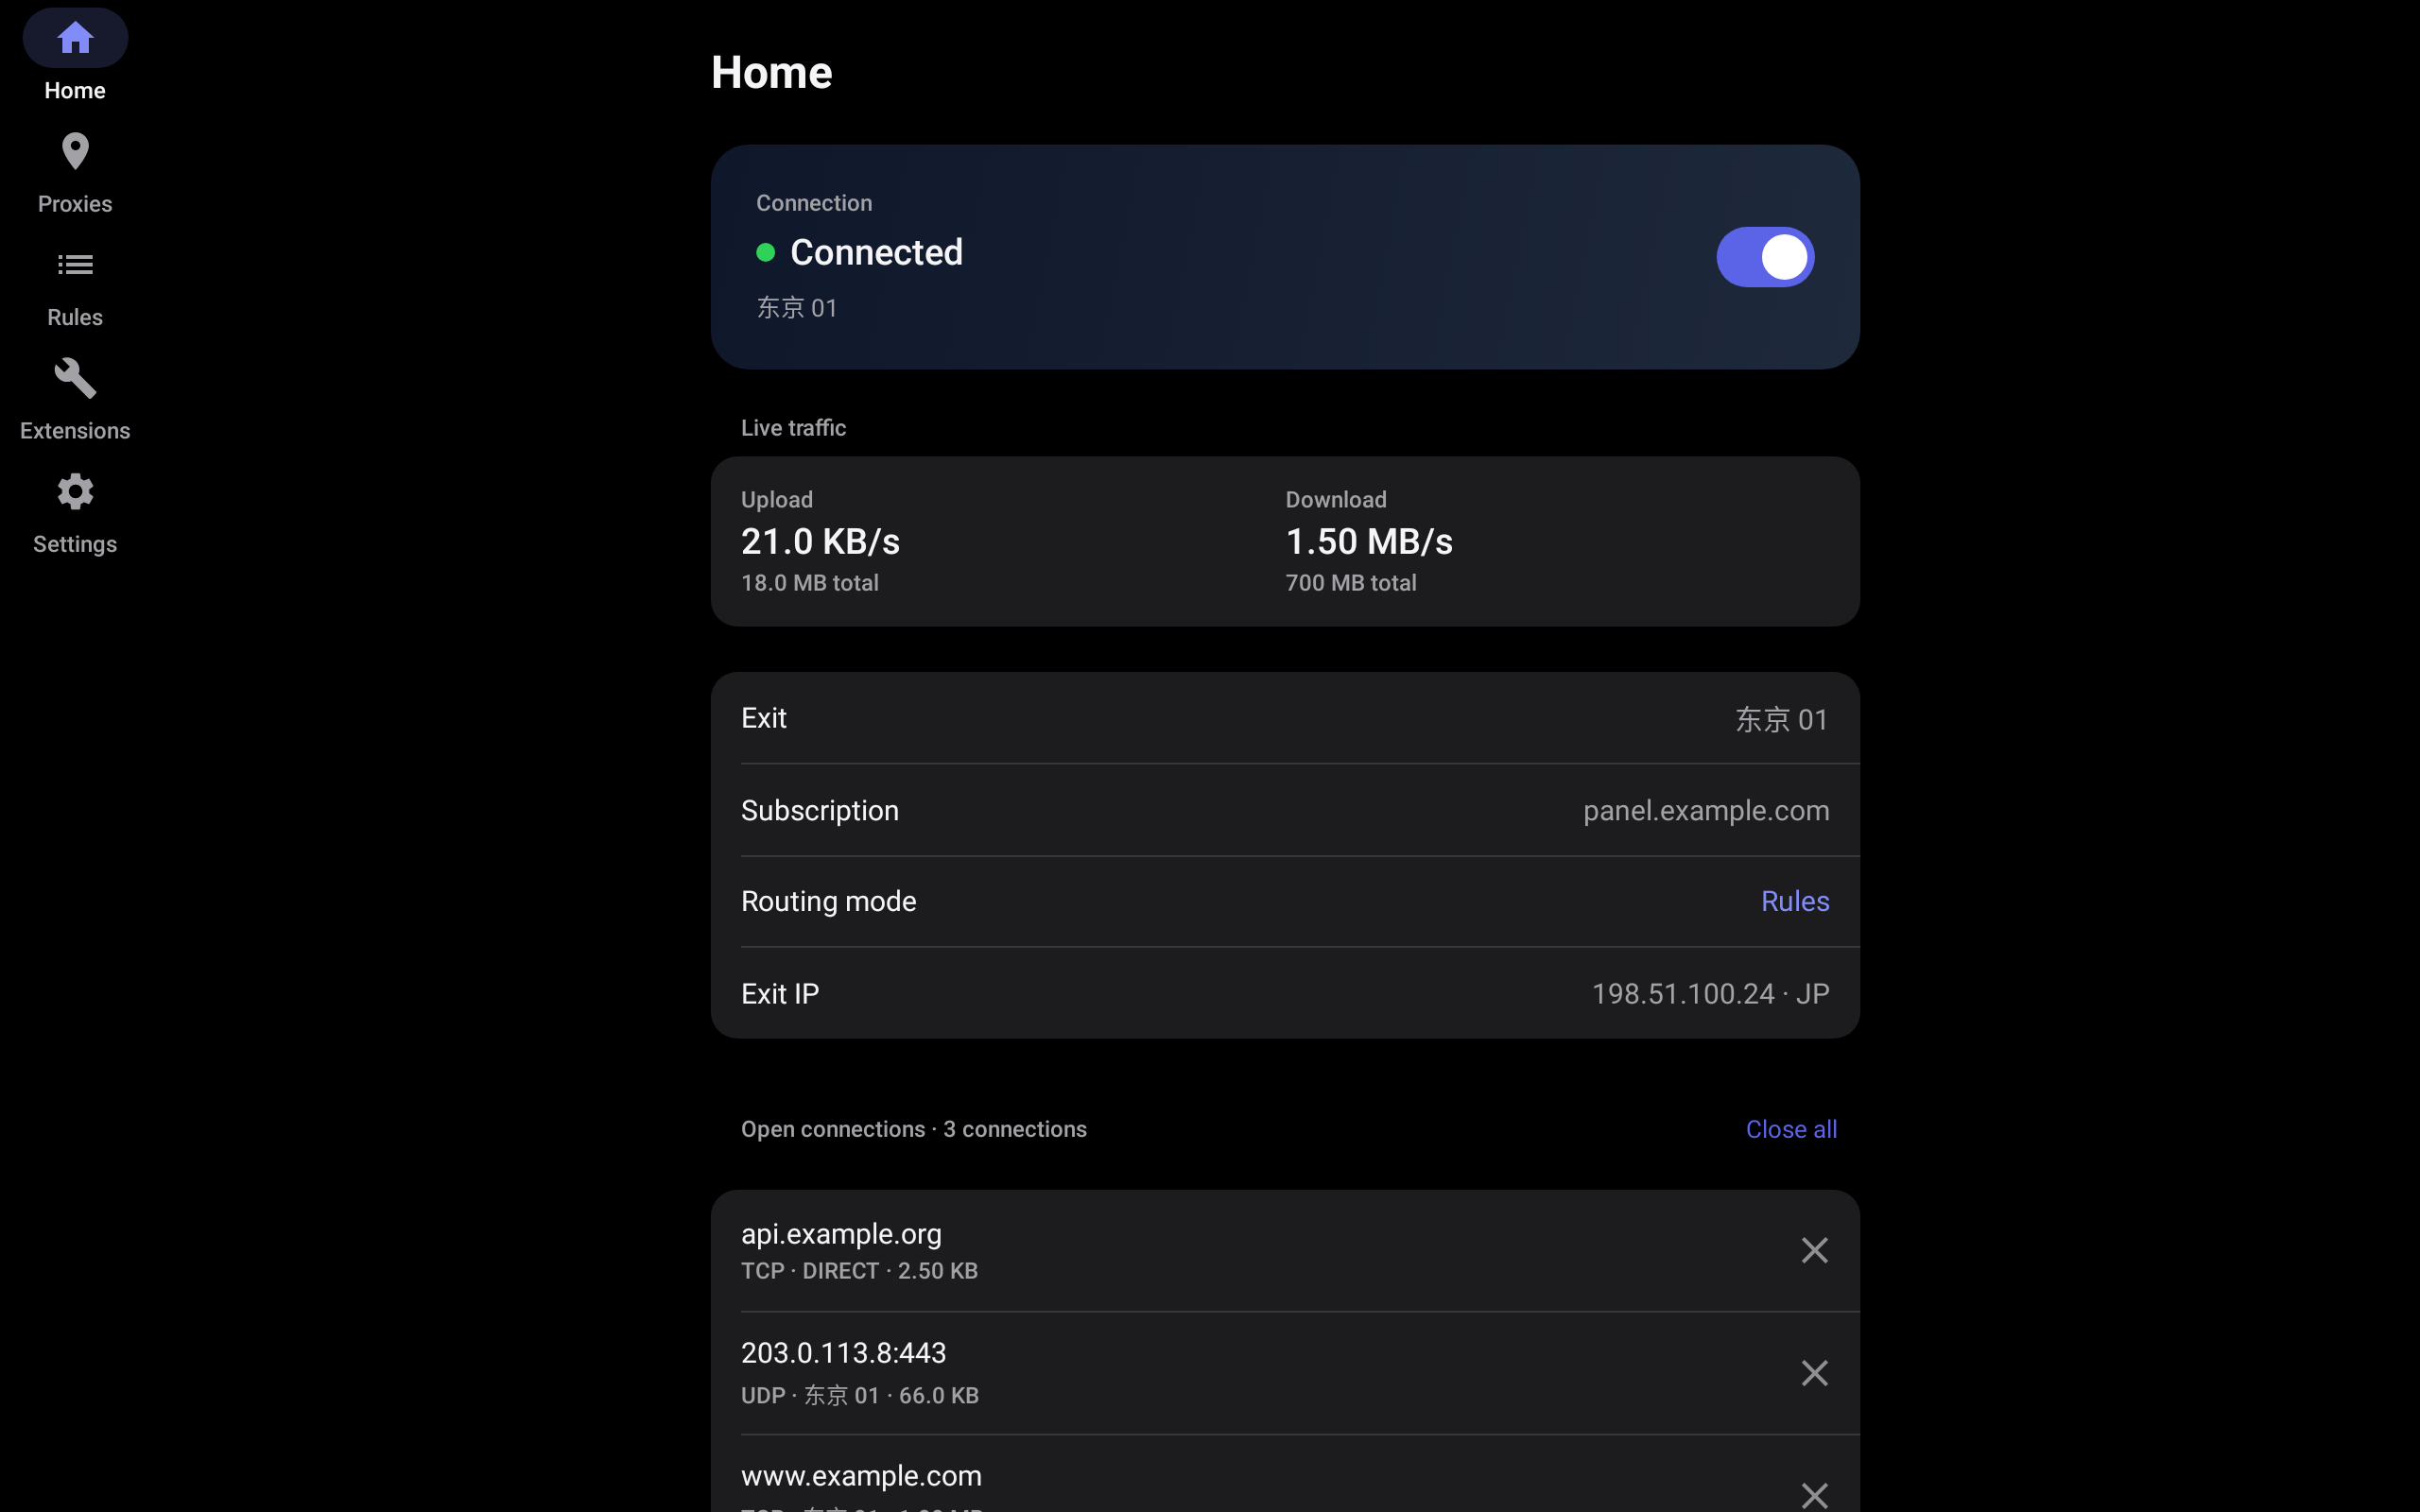 Home
Proxies
Rules
Extensions
Settings
Home
Connection
Connected
东京 01
Live traffic
Upload
21.0 KB/s
18.0 MB total
Download
1.50 MB/s
700 MB total
Exit
东京 01
Subscription
panel.example.com
Routing mode
Rules
Exit IP
198.51.100.24 · JP
Open connections · 3 connections
Close all
api.example.org
TCP · DIRECT · 2.50 KB
203.0.113.8:443
UDP · 东京 01 · 66.0 KB
www.example.com